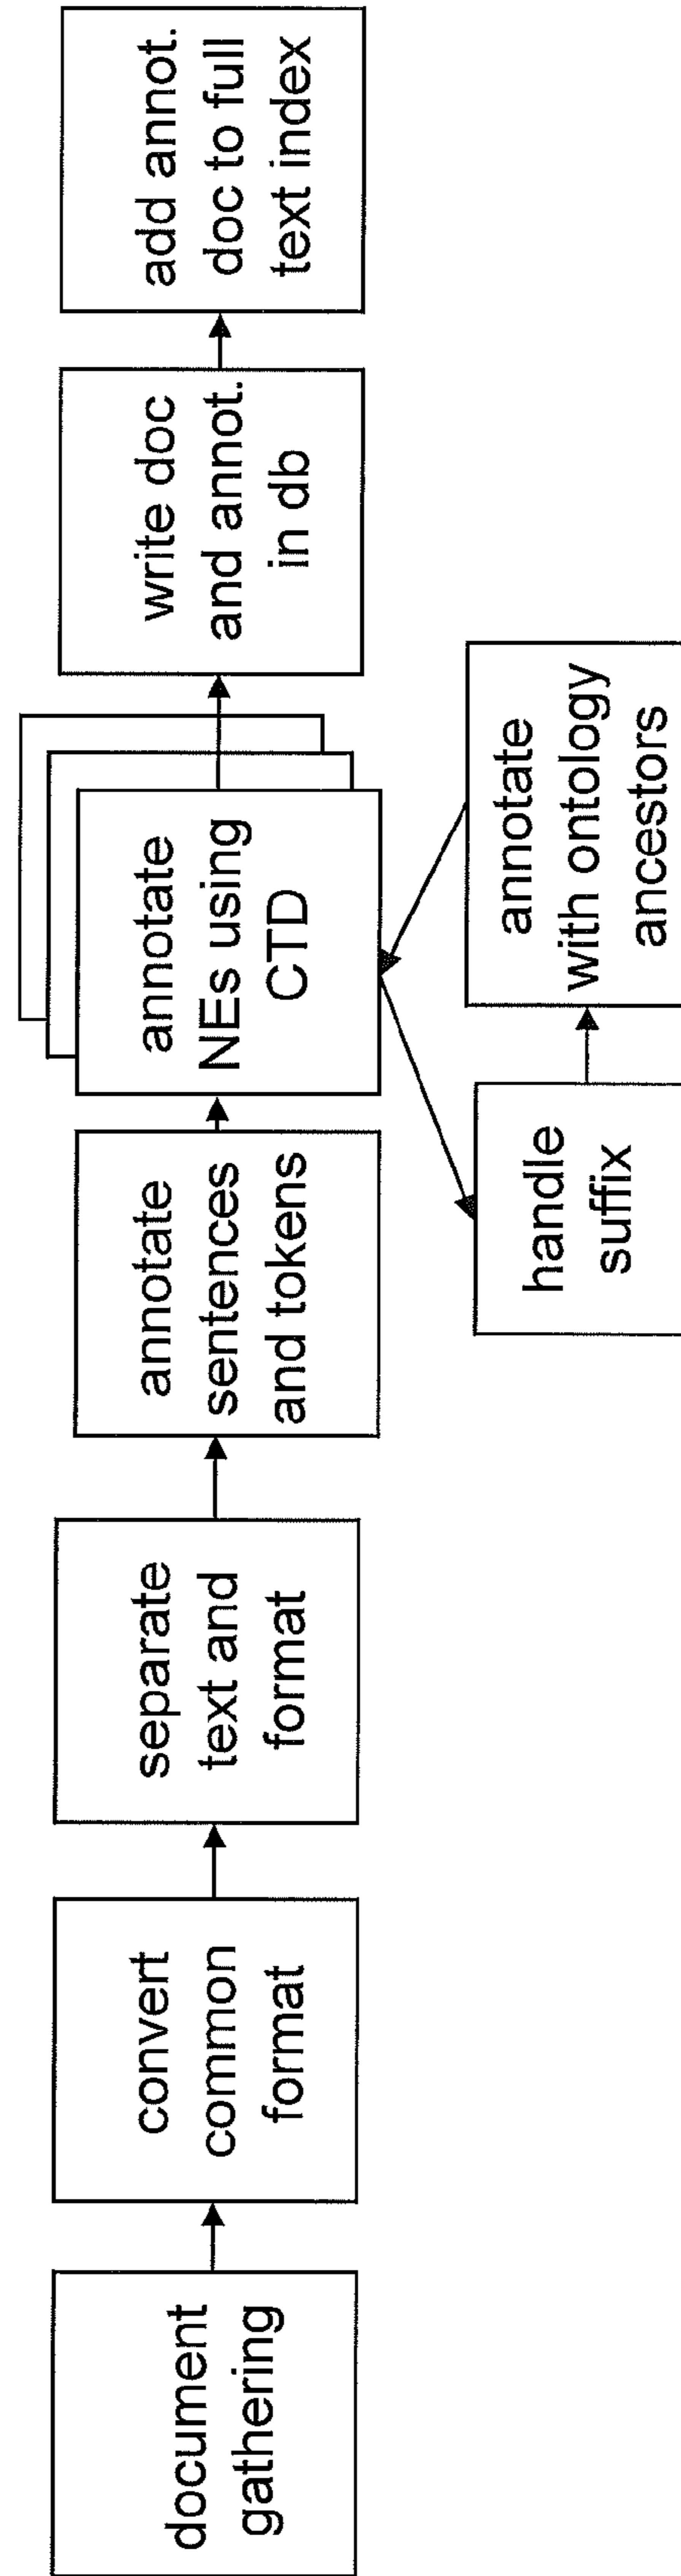 document
gathering
convert
common
format
separate
text and
format
annotate
sentences
and tokens
annotate
NEs using
CTD
handle
suffix
annotate
with ontology
ancestors
write doc
and annot.
in db
add annot.
doc to full
text index